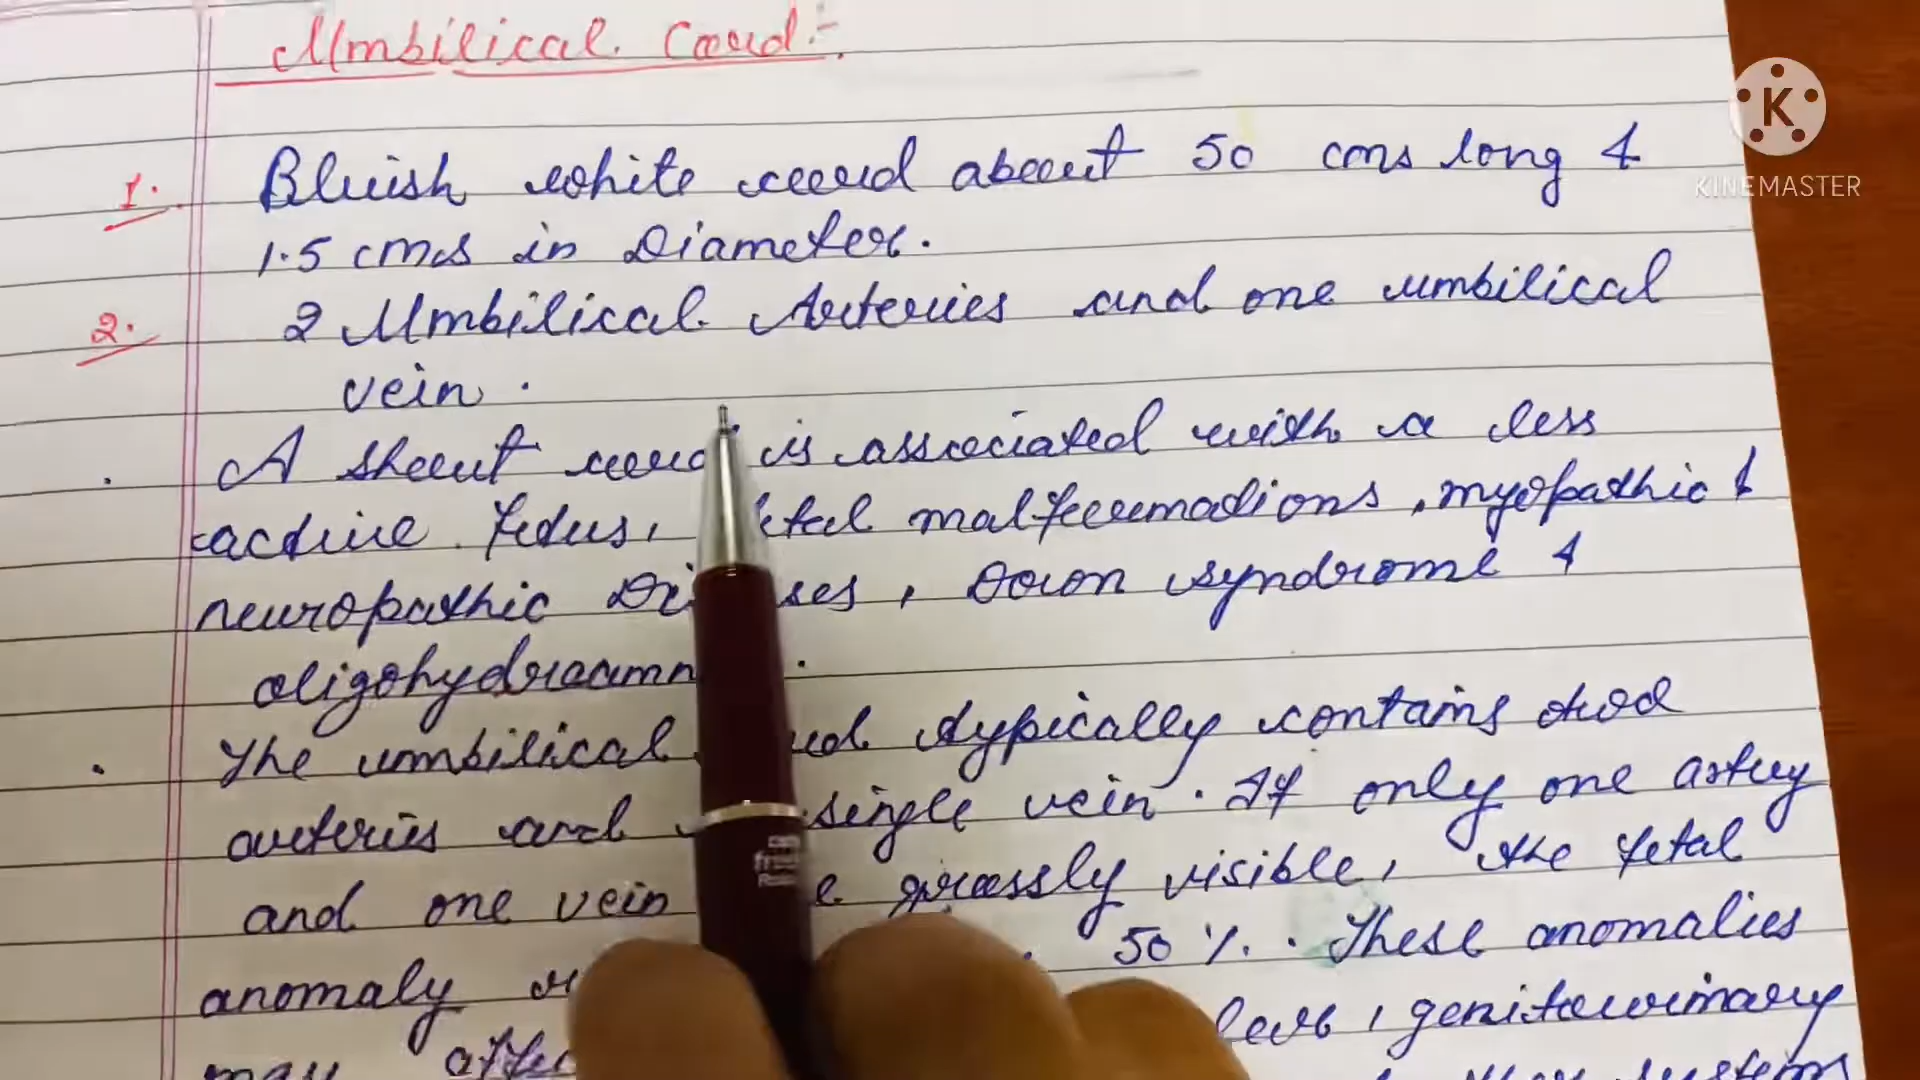 Umbilical Cord:-
1. Bluish white cord about 50 cms long &
1.5 cms in Diameter.
2. 2 Umbilical Arteries and one umbilical
vein.
. A short cord is associated with a less
active fetus, fetal malformations, myopathic &
neuropathic Diseases, Down syndrome &
oligohydramn
. The umbilical typically contains two
arteries and single vein. If only one artery
and one vein grossly visible, the fetal
anomaly 50%. These anomalies
may genitourinary
systems
KINEMASTER